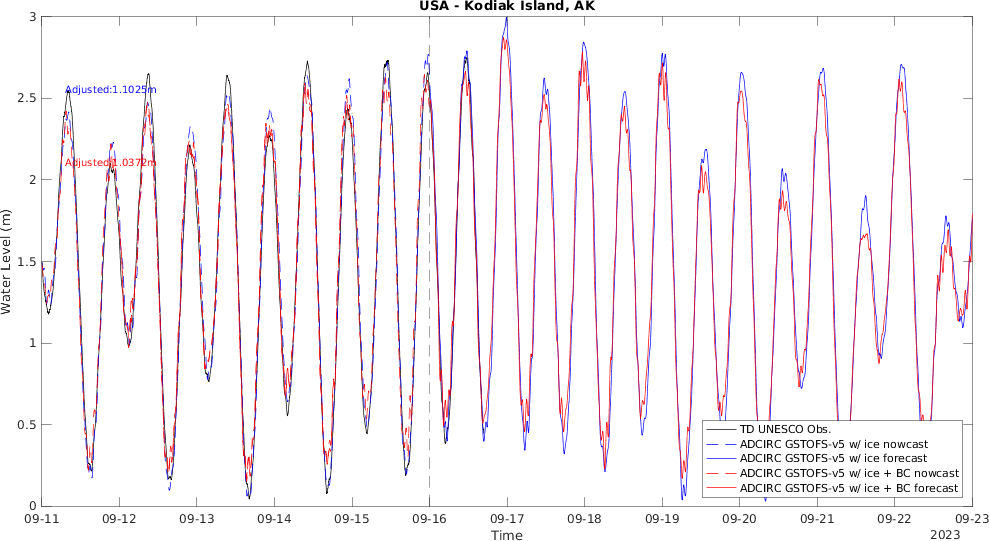 USA - Kodiak Island, AK
3
2.5
2
1.5
1
0.5
0
Water Level (m)
Adjusted:1.1025m
Adjusted:1.0372m
TD UNESCO Obs.
ADCIRC GSTOFS-v5 w/ ice nowcast
ADCIRC GSTOFS-v5 w/ ice forecast
ADCIRC GSTOFS-v5 w/ ice + BC nowcast
ADCIRC GSTOFS-v5 w/ ice + BC forecast
09-11 09-12 09-13 09-14 09-15 09-16 09-17 09-18 09-19 09-20 09-21 09-22 09-23
Time
2023